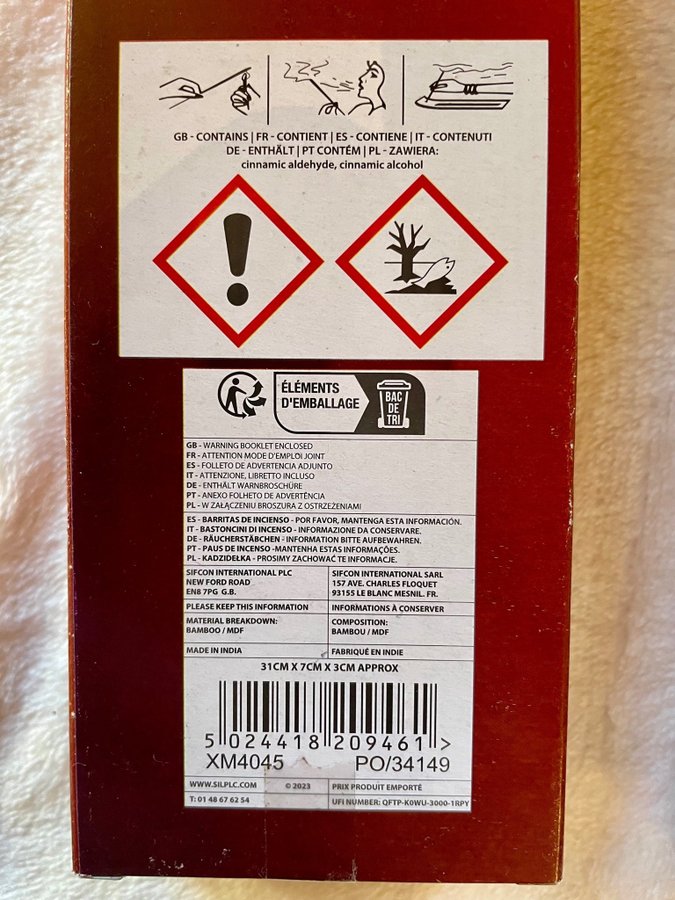 GB - CONTAINS | FR - CONTIENT | ES - CONTIENE | IT - CONTENUTI
DE - ENTHÄLT | PT CONTÉM | PL - ZAWIERA:
cinnamic aldehyde, cinnamic alcohol
ÉLÉMENTS
D'EMBALLAGE
BAC
DE
TRI
GB - WARNING BOOKLET ENCLOSED
FR - ATTENTION MODE D'EMPLOI JOINT
ES - FOLLETO DE ADVERTENCIA ADJUNTO
IT - ATTENZIONE, LIBRETTO INCLUSO
DE - ENTHÄLT WARNBROSCHÜRE
PT - ANEXO FOLHETO DE ADVERTÊNCIA
PL - W ZAŁĄCZENIU BROSZURA Z OSTRZEŻENIAMI
ES - BARRITAS DE INCIENSO - POR FAVOR, MANTENGA ESTA INFORMACIÓN.
IT - BASTONCINI DI INCENSO - INFORMAZIONE DA CONSERVARE.
DE - RÄUCHERSTÄBCHEN - INFORMATION BITTE AUFBEWAHREN.
PT - PAUS DE INCENSO -MANTENHA ESTAS INFORMAÇÕES.
PL - KADZIDEŁKA - PROSIMY ZACHOWAĆ TE INFORMACJE.
SIFCON INTERNATIONAL PLC
NEW FORD ROAD
EN8 7PG G.B.
SIFCON INTERNATIONAL SARL
157 AVE. CHARLES FLOQUET
93155 LE BLANC MESNIL. FR.
PLEASE KEEP THIS INFORMATION
INFORMATIONS À CONSERVER
MATERIAL BREAKDOWN:
BAMBOO / MDF
COMPOSITION:
BAMBOU / MDF
MADE IN INDIA
FABRIQUÉ EN INDIE
31CM X 7CM X 3CM APPROX
5 024418 209461 >
XM4045 PO/34149
WWW.SILPLC.COM
© 2023
PRIX PRODUIT EMPORTÉ
T: 01 48 67 62 54
UFI NUMBER: QFTP-K0WU-3000-1RPY